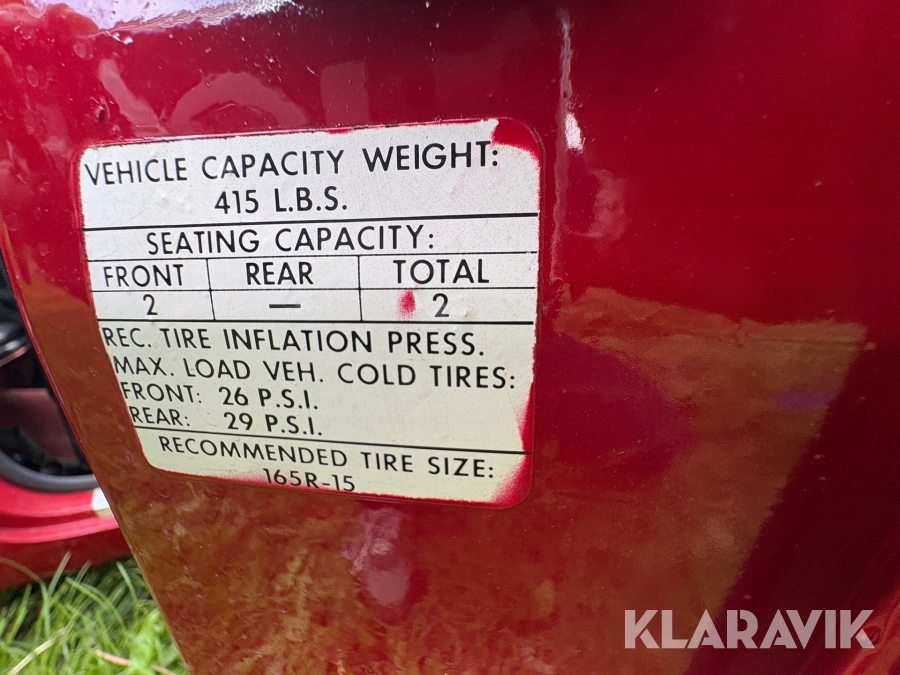 VEHICLE CAPACITY WEIGHT:
415 L.B.S.
SEATING CAPACITY:
FRONT REAR TOTAL
2 — 2
REC. TIRE INFLATION PRESS.
MAX. LOAD VEH. COLD TIRES:
FRONT: 26 P.S.I.
REAR: 29 P.S.I.
RECOMMENDED TIRE SIZE:
165R-15
KLARAVIK